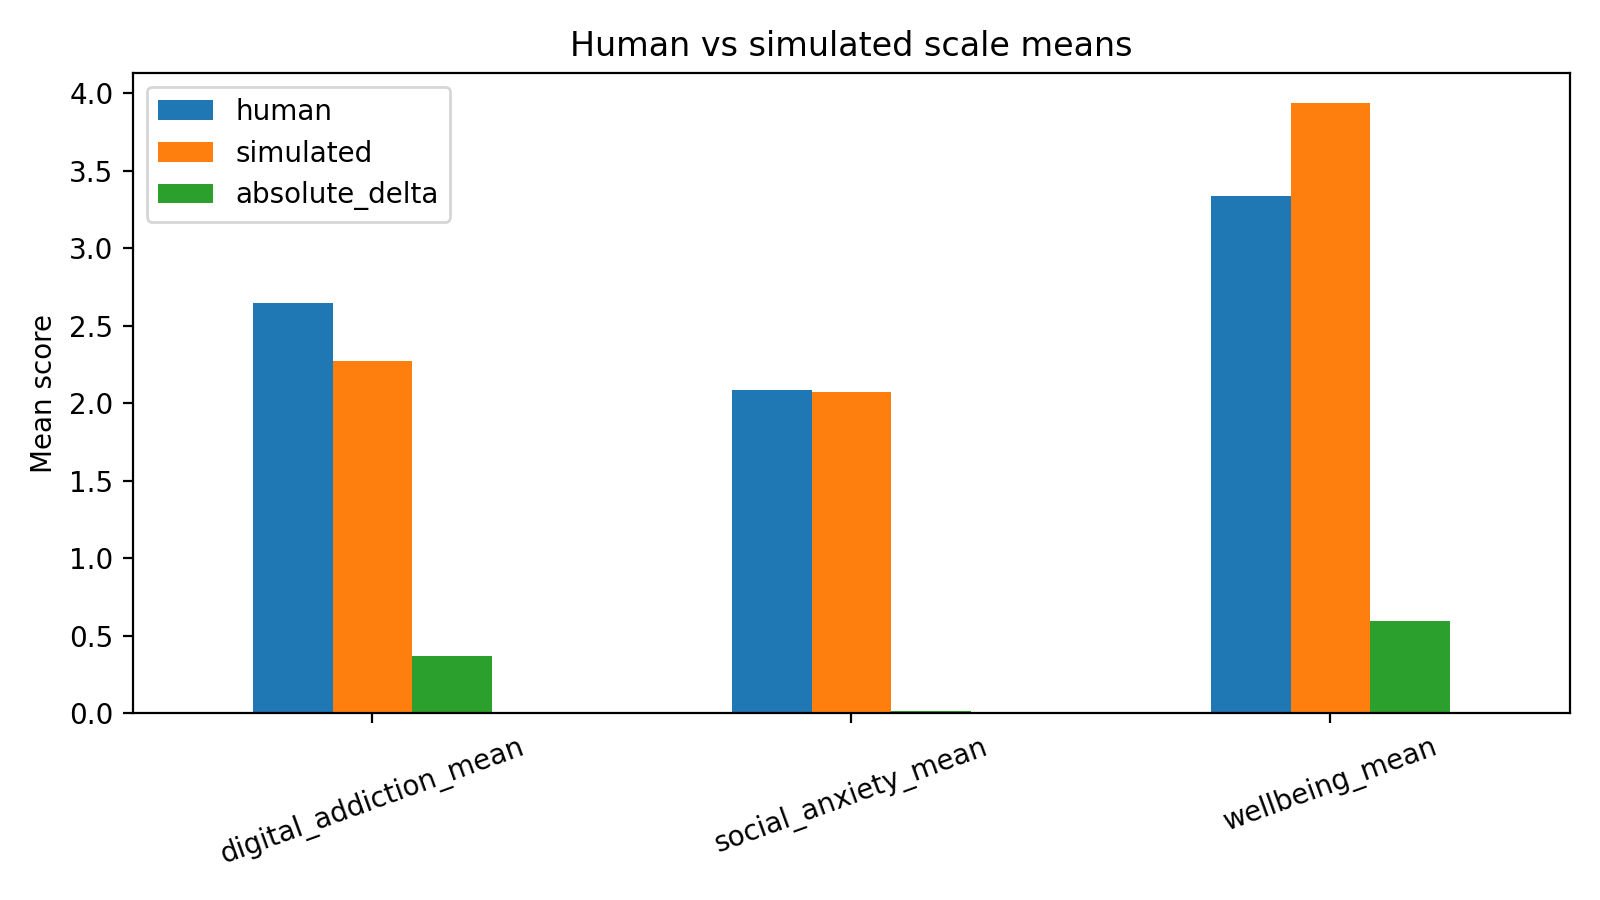 Human vs simulated scale means
human
simulated
absolute_delta
Mean score
4.0
3.5
3.0
2.5
2.0
1.5
1.0
0.5
0.0
digital_addiction_mean
social_anxiety_mean
wellbeing_mean